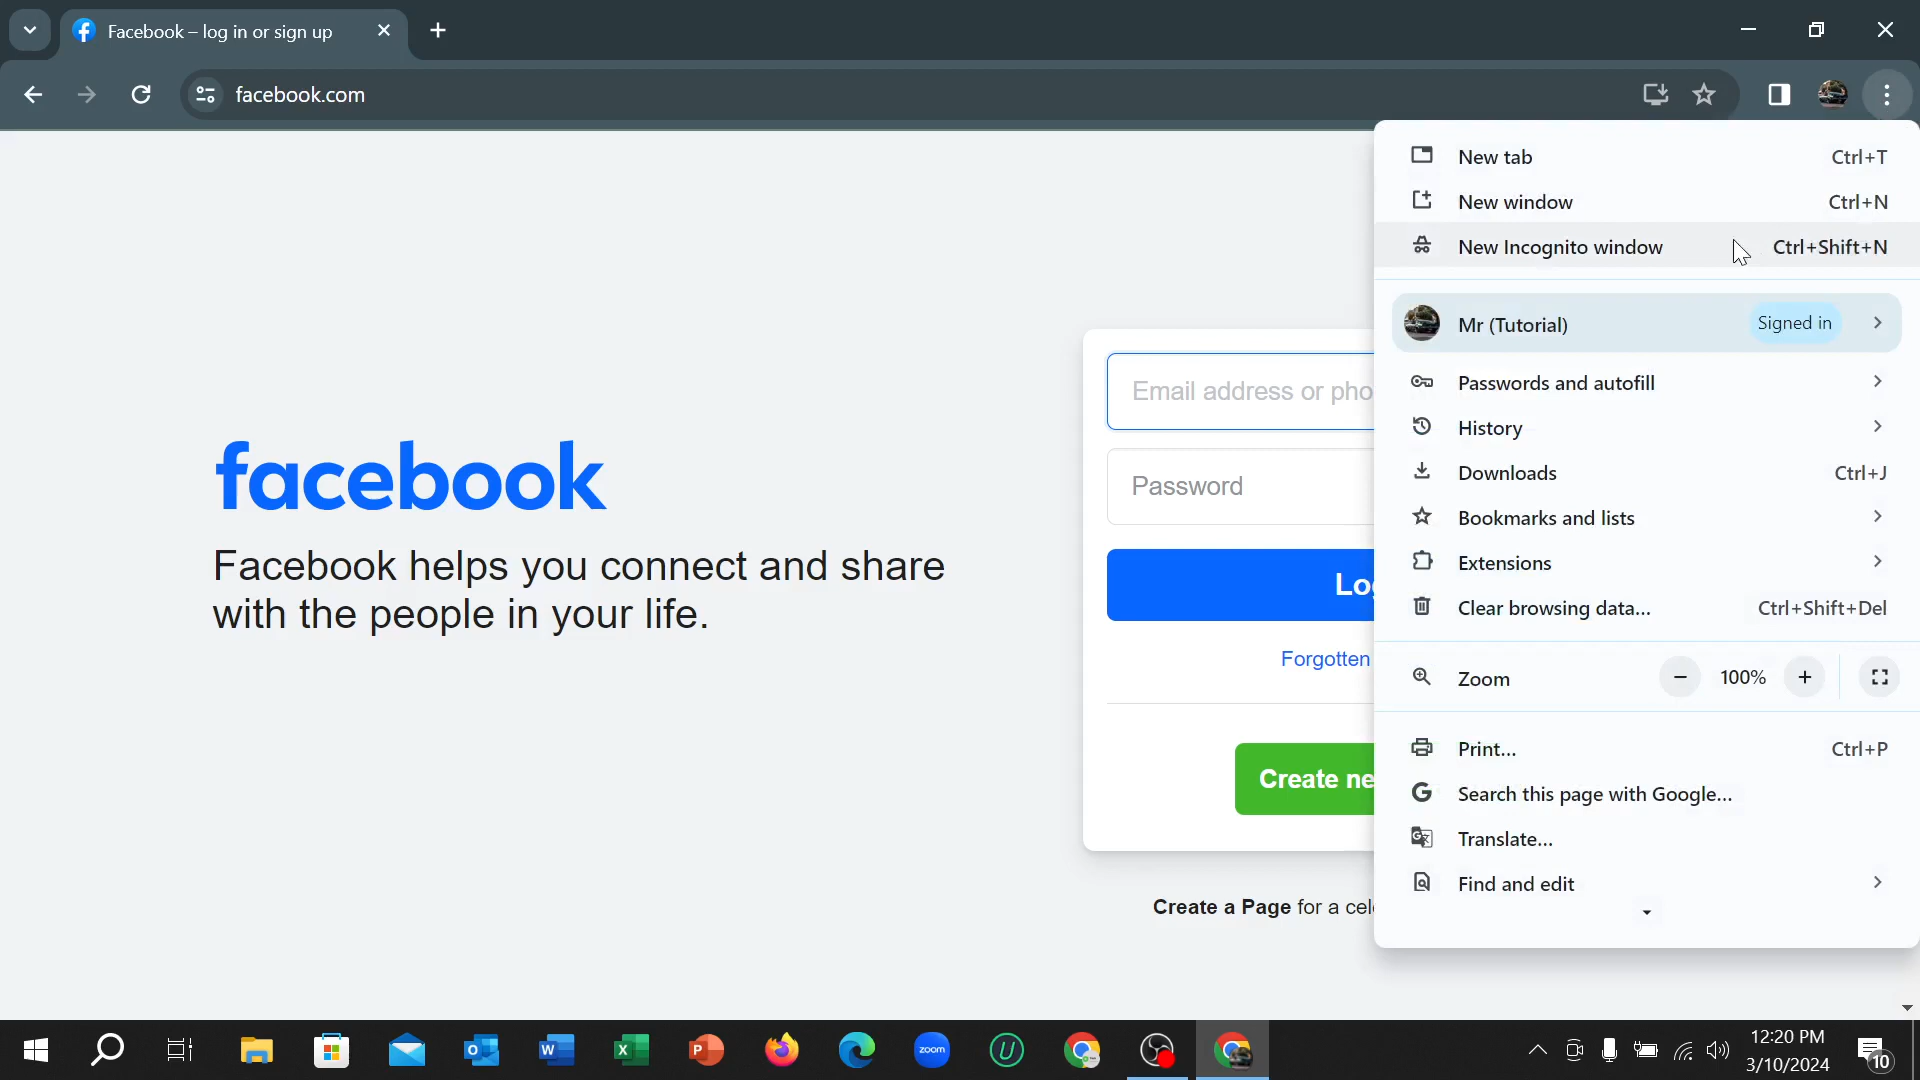 Facebook – log in or sign up
facebook.com
New tab Ctrl+T
New window Ctrl+N
New Incognito window Ctrl+Shift+N
Mr (Tutorial) Signed in
Passwords and autofill
History
Downloads Ctrl+J
Bookmarks and lists
Extensions
Clear browsing data... Ctrl+Shift+Del
Zoom 100%
Print... Ctrl+P
Search this page with Google...
Translate...
Find and edit
facebook
Facebook helps you connect and share
with the people in your life.
Email address or pho
Password
Log
Forgotten
Create ne
Create a Page for a cel
zoom
12:20 PM
3/10/2024
10